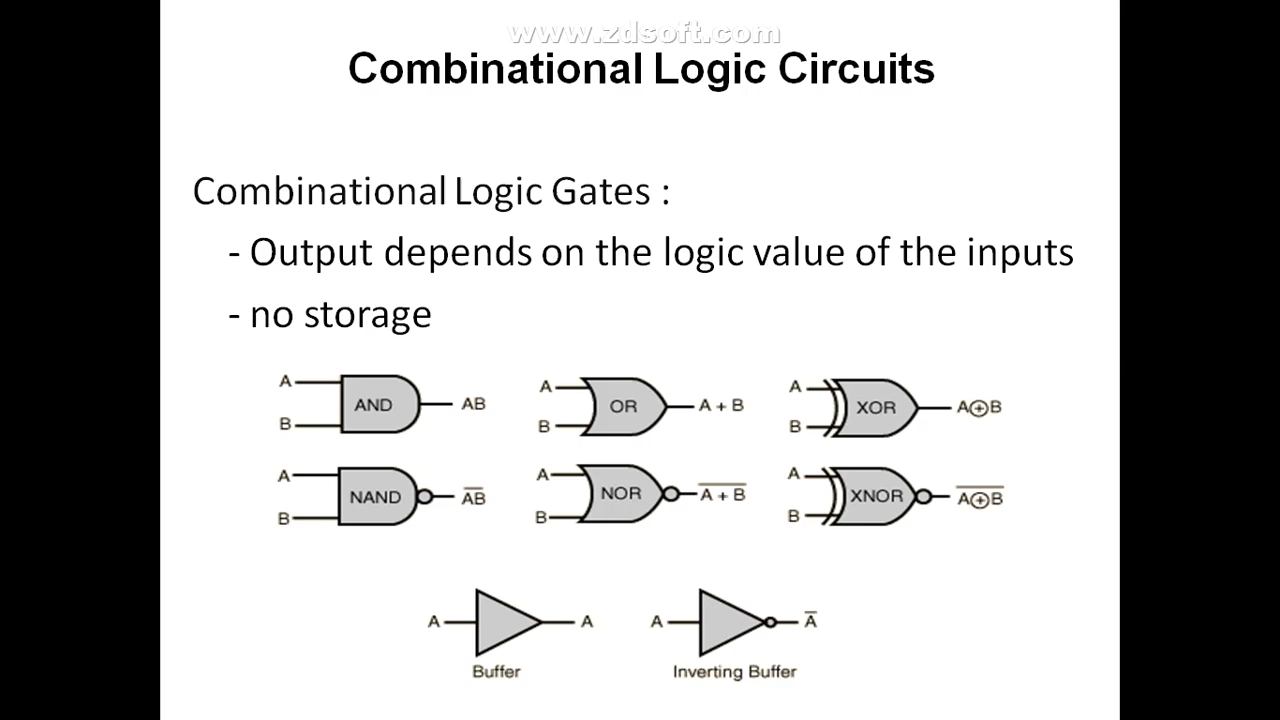 www.zdsoft.com
Combinational Logic Circuits
Combinational Logic Gates :
- Output depends on the logic value of the inputs
- no storage
A
B
AND
AB
A
B
OR
A + B
A
B
XOR
A⊕B
A
B
NAND
A̅B̅
A
B
NOR
A̅ ̅+̅ ̅B̅
A
B
XNOR
A̅⊕̅B̅
A
A
Buffer
A
A̅
Inverting Buffer